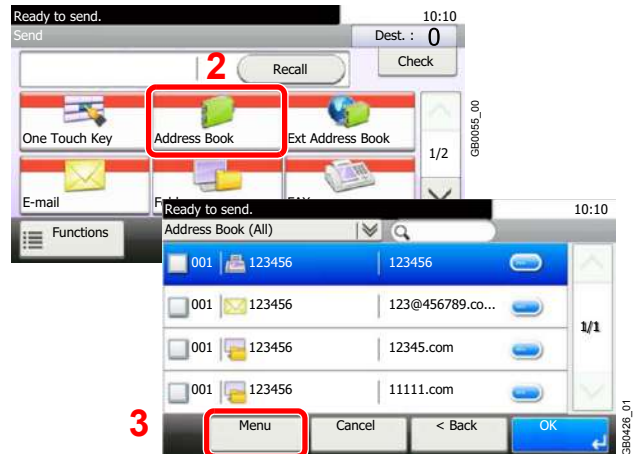 Ready to send. 10:10
Send Dest. : 0
2 Recall Check
One Touch Key Address Book Ext Address Book
1/2
GB0055_00
E-mail
Functions
Ready to send. 10:10
Address Book (All)
001 123456 123456
001 123456 123@456789.co...
1/1
001 123456 12345.com
001 123456 11111.com
3 Menu Cancel < Back OK
GB0426_01